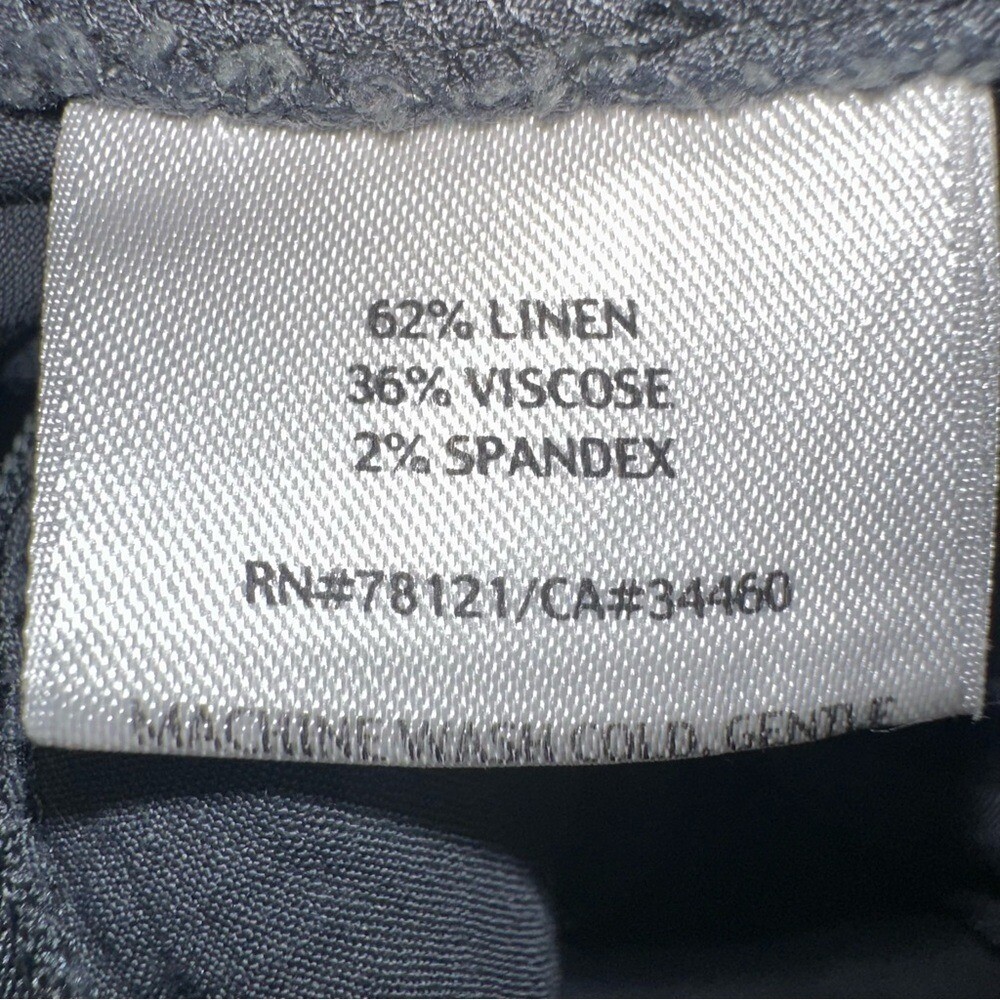 62% LINEN
36% VISCOSE
2% SPANDEX
RN#78121/CA#34460
MACHINE WASH COLD, GENTLE